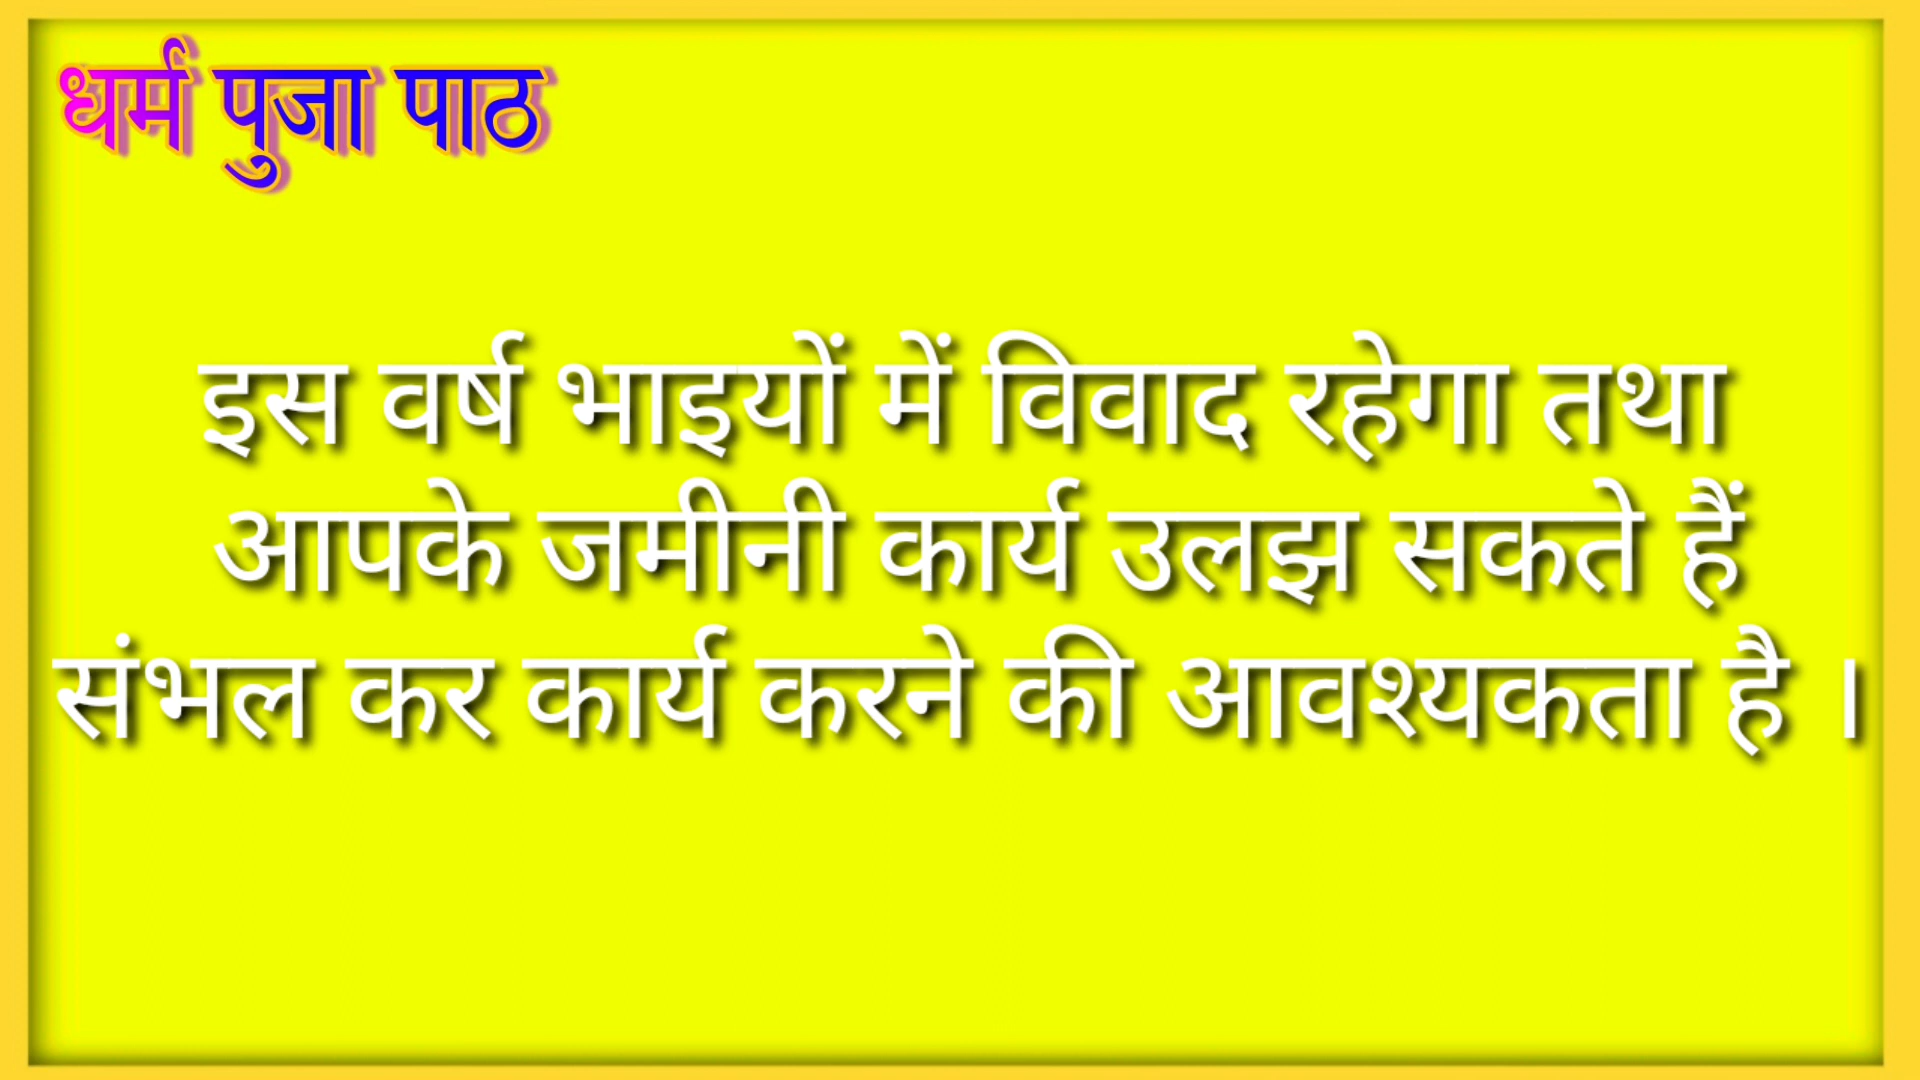 धर्म पुजा पाठ
इस वर्ष भाइयों में विवाद रहेगा तथा
आपके जमीनी कार्य उलझ सकते हैं
संभल कर कार्य करने की आवश्यकता है ।